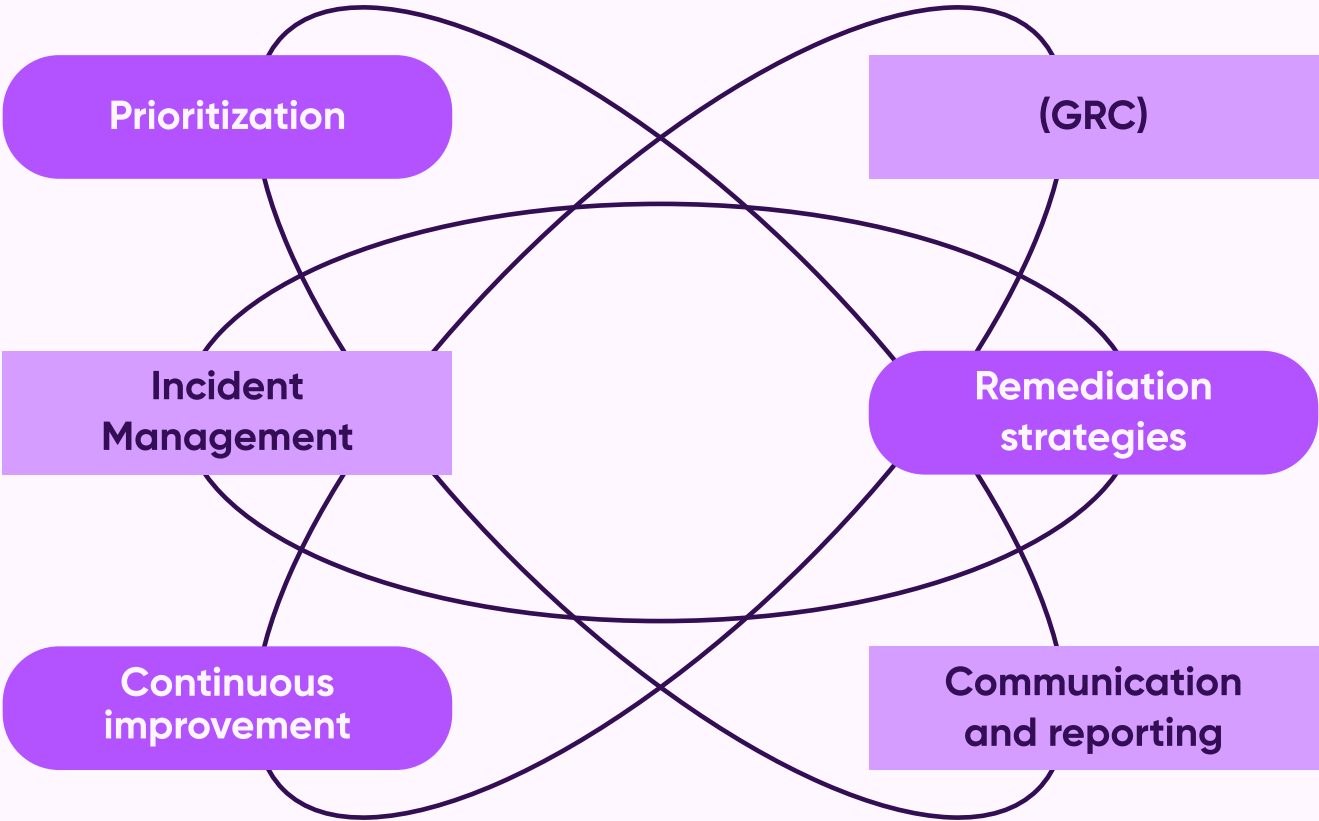 Prioritization
(GRC)
Incident
Management
Remediation
strategies
Continuous
improvement
Communication
and reporting